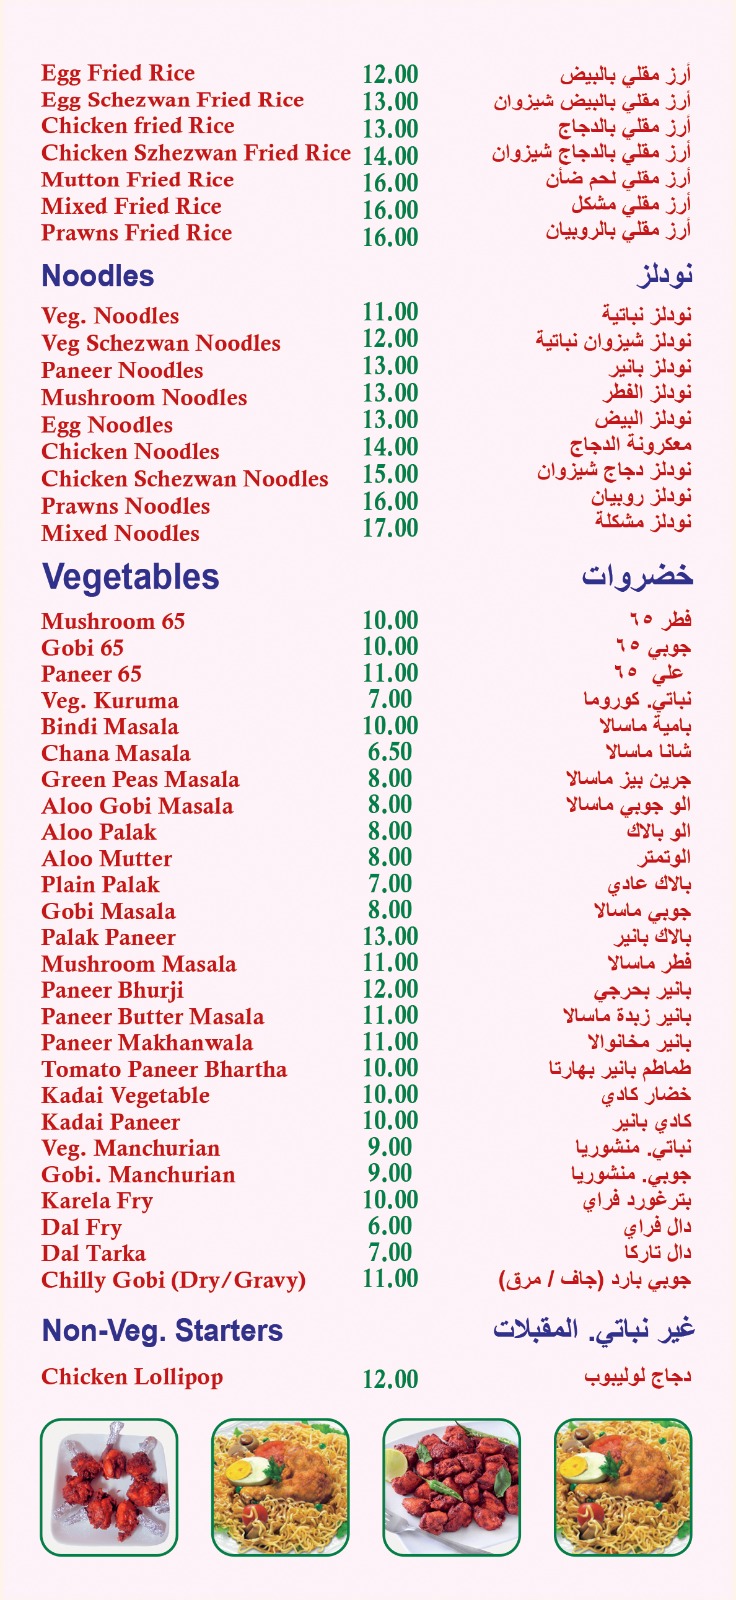 Egg Fried Rice 12.00 أرز مقلي بالبيض
Egg Schezwan Fried Rice 13.00 أرز مقلي بالبيض شيزوان
Chicken fried Rice 13.00 أرز مقلي بالدجاج
Chicken Szhezwan Fried Rice 14.00 أرز مقلي بالدجاج شيزوان
Mutton Fried Rice 16.00 أرز مقلي لحم ضأن
Mixed Fried Rice 16.00 أرز مقلي مشكل
Prawns Fried Rice 16.00 أرز مقلي بالروبيان
Noodles نودلز
Veg. Noodles 11.00 نودلز نباتية
Veg Schezwan Noodles 12.00 نودلز شيزوان نباتية
Paneer Noodles 13.00 نودلز بانير
Mushroom Noodles 13.00 نودلز الفطر
Egg Noodles 13.00 نودلز البيض
Chicken Noodles 14.00 معكرونة الدجاج
Chicken Schezwan Noodles 15.00 نودلز دجاج شيزوان
Prawns Noodles 16.00 نودلز روبيان
Mixed Noodles 17.00 نودلز مشكلة
Vegetables خضروات
Mushroom 65 10.00 فطر ٦٥
Gobi 65 10.00 جوبي ٦٥
Paneer 65 11.00 علي ٦٥
Veg. Kuruma 7.00 نباتي. كوروما
Bindi Masala 10.00 بامية ماسالا
Chana Masala 6.50 شانا ماسالا
Green Peas Masala 8.00 جرين بيز ماسالا
Aloo Gobi Masala 8.00 الو جوبي ماسالا
Aloo Palak 8.00 الو بالاك
Aloo Mutter 8.00 الوتمتر
Plain Palak 7.00 بالاك عادي
Gobi Masala 8.00 جوبي ماسالا
Palak Paneer 13.00 بالاك بانير
Mushroom Masala 11.00 فطر ماسالا
Paneer Bhurji 12.00 بانير بحرجي
Paneer Butter Masala 11.00 بانير زبدة ماسالا
Paneer Makhanwala 11.00 بانير مخانوالا
Tomato Paneer Bhartha 10.00 طماطم بانير بهارتا
Kadai Vegetable 10.00 خضار كادي
Kadai Paneer 10.00 كادي بانير
Veg. Manchurian 9.00 نباتي. منشوريا
Gobi. Manchurian 9.00 جوبي. منشوريا
Karela Fry 10.00 بترغورد فراي
Dal Fry 6.00 دال فراي
Dal Tarka 7.00 دال تاركا
Chilly Gobi (Dry/Gravy) 11.00 جوبي بارد (جاف / مرق)
Non-Veg. Starters غير نباتي. المقبلات
Chicken Lollipop 12.00 دجاج لوليبوب